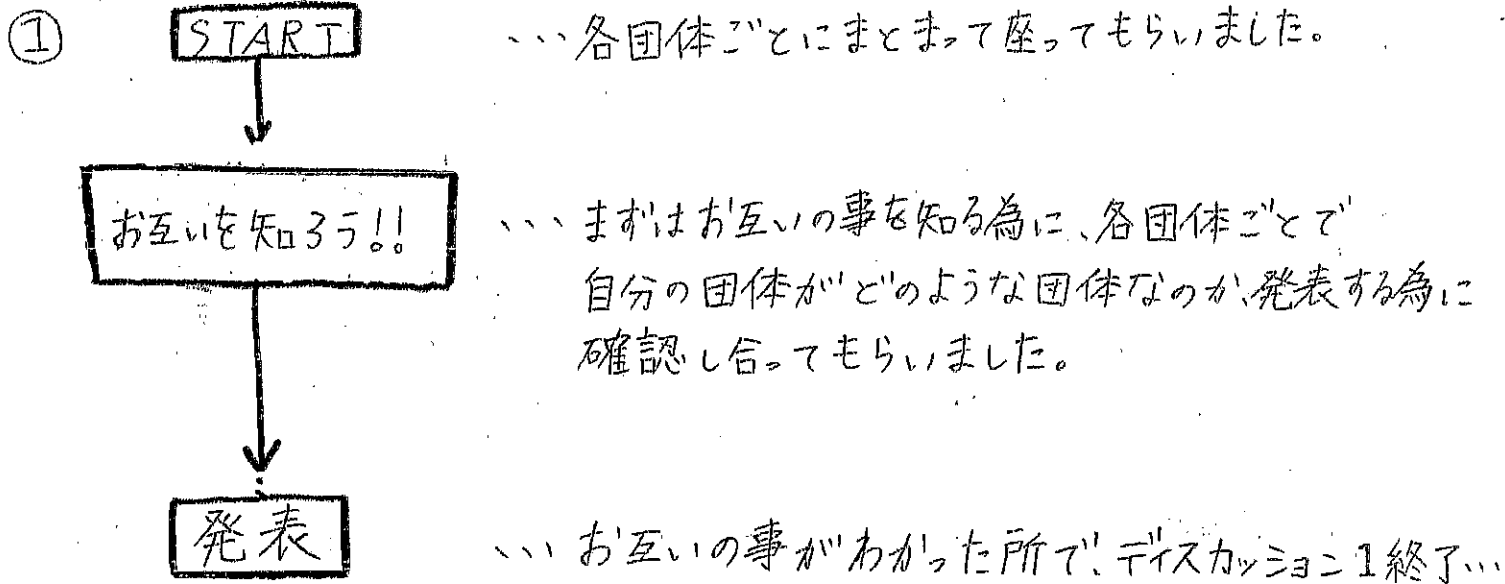 ① START …各団体ごとにまとまって座ってもらいました。
お互いを知ろう!! …まずはお互いの事を知る為に、各団体ごとで
自分の団体がどのような団体なのか、発表する為に
確認し合ってもらいました。
発表 …お互いの事がわかった所で、ディスカッション1終了…